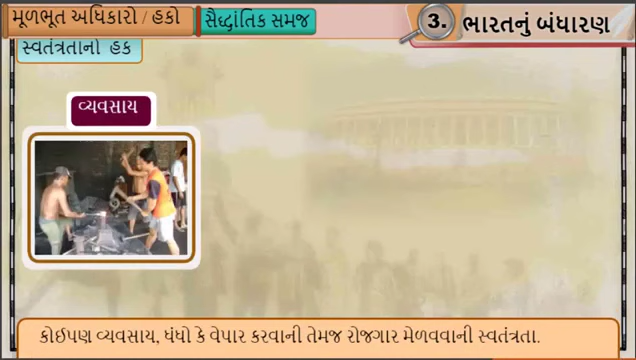 મૂળભૂત અધિકારો / હકો
સૈદ્ધાંતિક સમજ
3. ભારતનું બંધારણ
સ્વતંત્રતાનો હક
વ્યવસાય
કોઈપણ વ્યવસાય, ધંધો કે વેપાર કરવાની તેમજ રોજગાર મેળવવાની સ્વતંત્રતા.